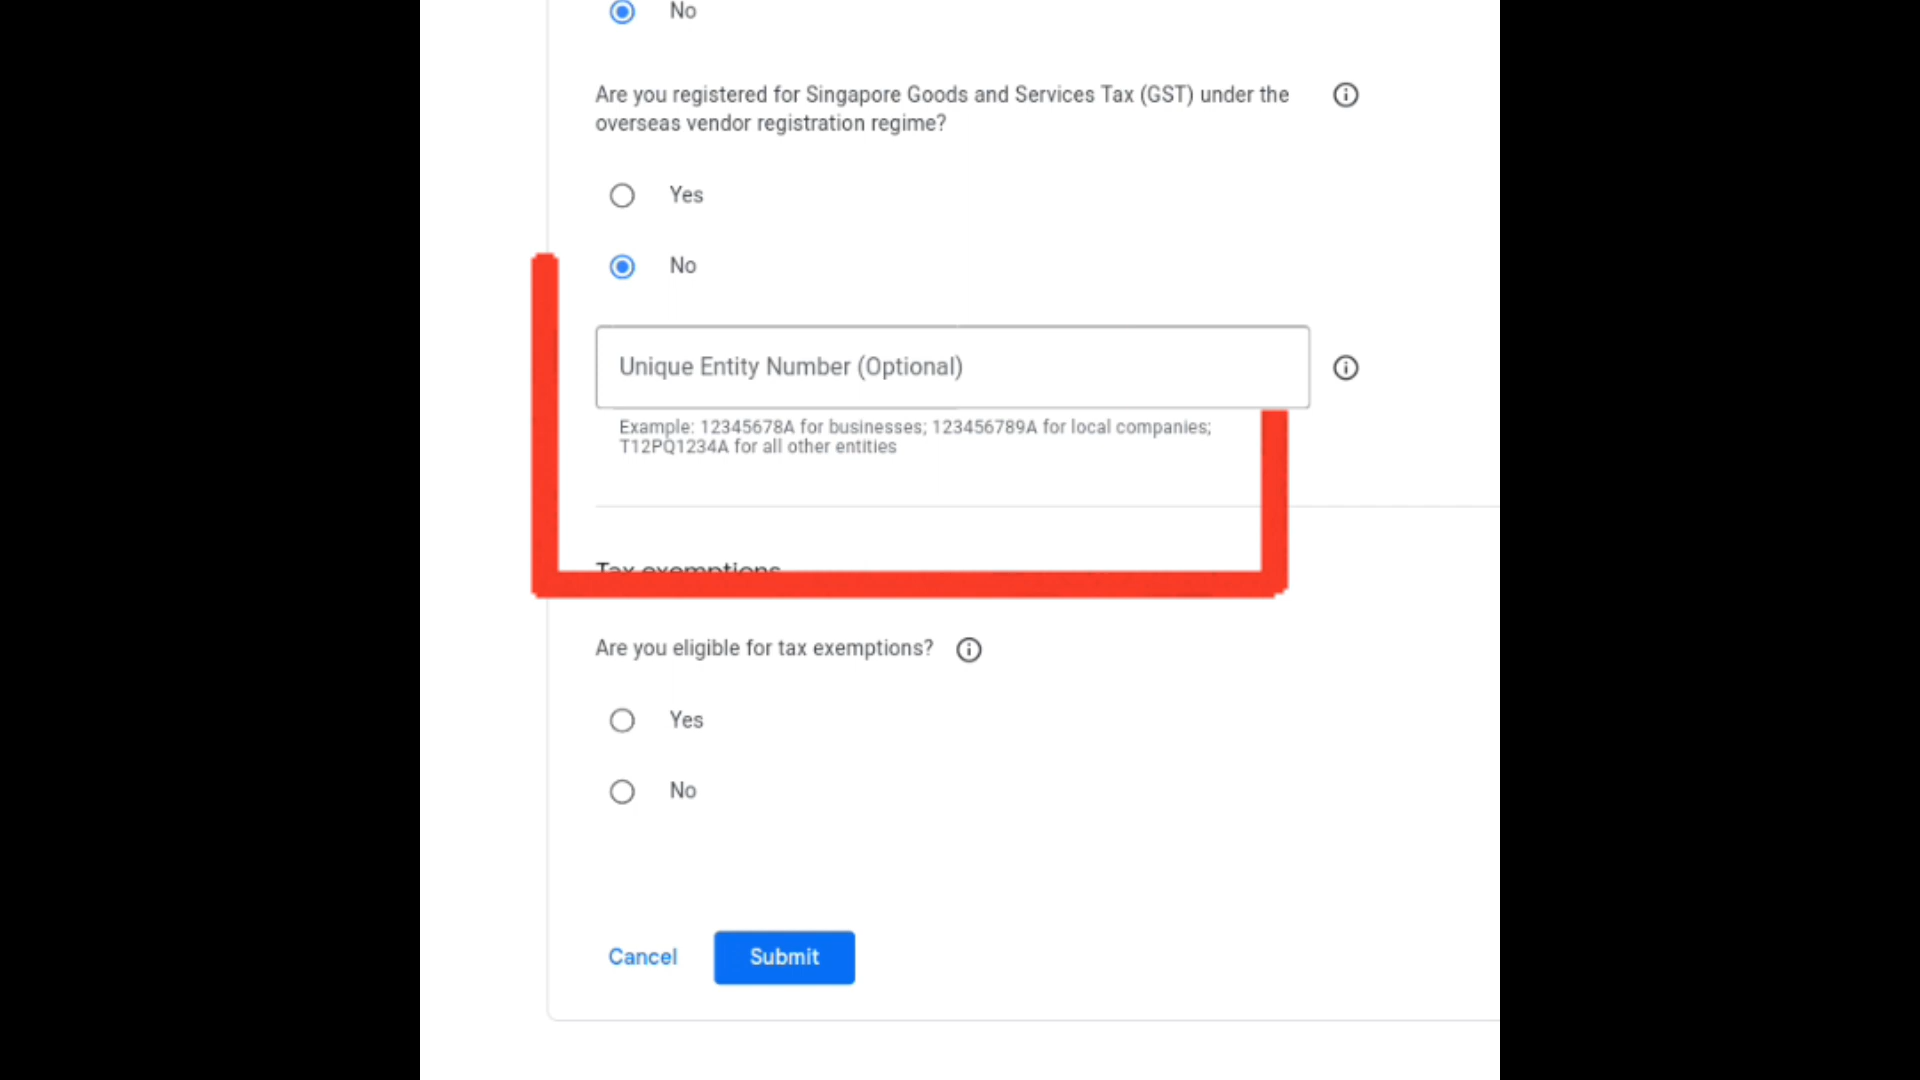 No
Are you registered for Singapore Goods and Services Tax (GST) under the
overseas vendor registration regime?
Yes
No
Unique Entity Number (Optional)
Example: 12345678A for businesses; 123456789A for local companies;
T12PQ1234A for all other entities
Tax exemptions
Are you eligible for tax exemptions?
Yes
No
Cancel
Submit